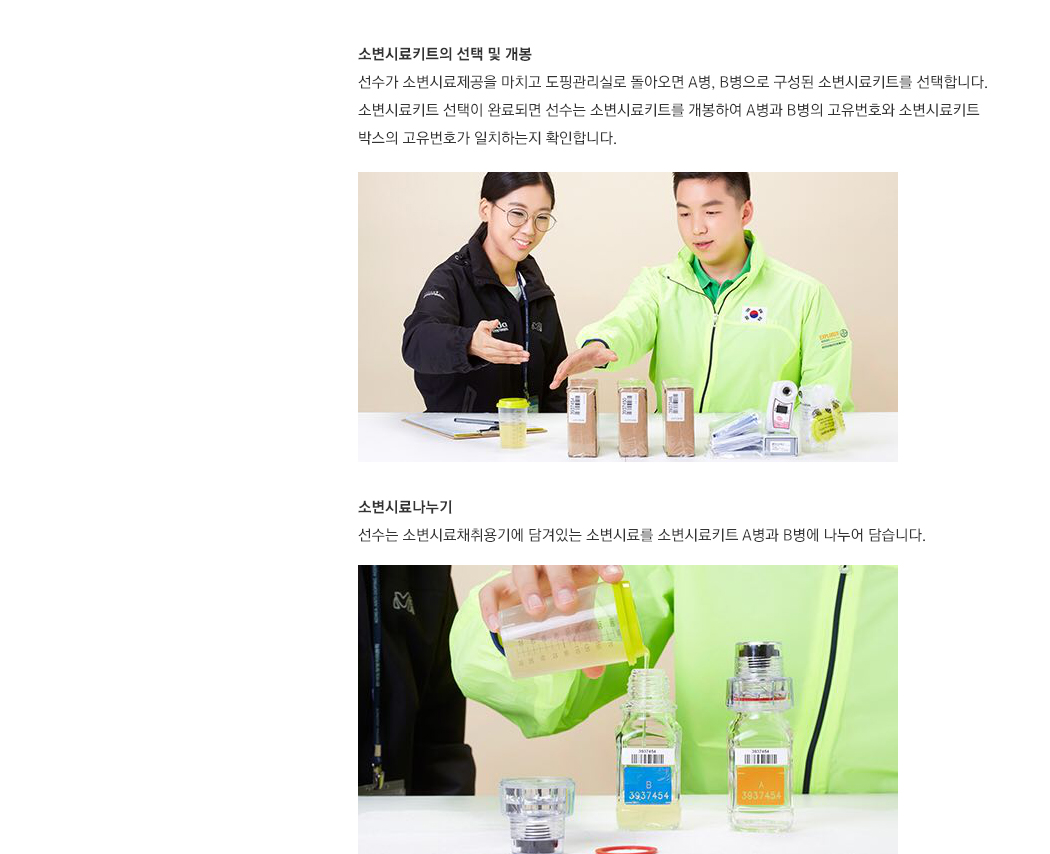 소변시료키트의 선택 및 개봉
선수가 소변시료제공을 마치고 도핑관리실로 돌아오면 A병, B병으로 구성된 소변시료키트를 선택합니다.
소변시료키트 선택이 완료되면 선수는 소변시료키트를 개봉하여 A병과 B병의 고유번호와 소변시료키트
박스의 고유번호가 일치하는지 확인합니다.
소변시료나누기
선수는 소변시료채취용기에 담겨있는 소변시료를 소변시료키트 A병과 B병에 나누어 담습니다.
3937454
3937454
B
3937454
A
3937454